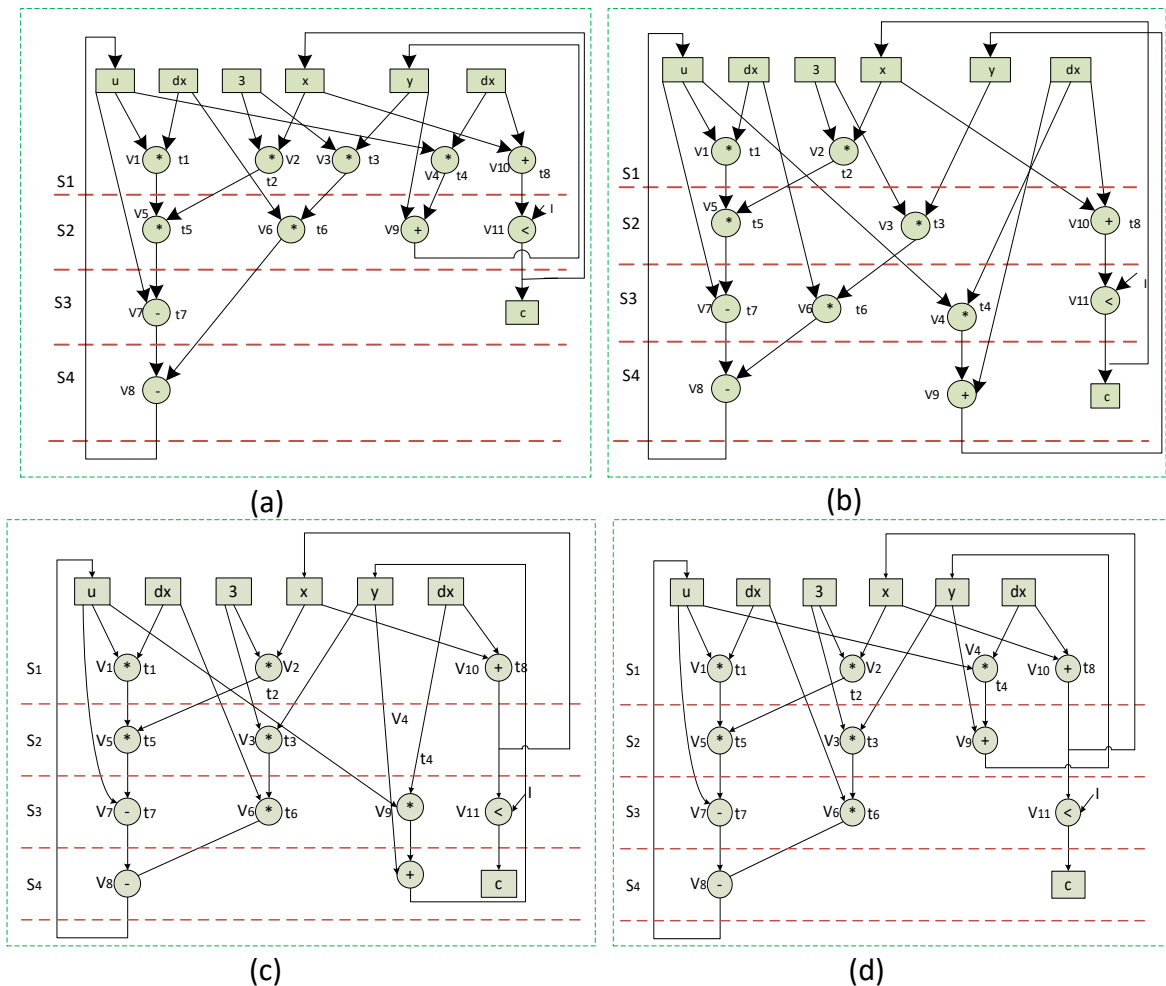 u dx 3 x y dx
V1 * t1 * V2 t2 V3 * t3 * V4 t4 V10 + t8
S1
V5 * t5 V6 * t6 V9 + V11 < I
S2
S3 V7 - t7 c
S4 V8 -
(a)
u dx 3 x y dx
V1 * t1 V2 * t2
S1
V5 * t5 V3 * t3 V10 + t8
S2
S3 V7 - t7 V6 * t6 V4 * t4 V11 < I
S4 V8 - V9 + c
(b)
u dx 3 x y dx
S1 V1 * t1 * V2 t2 V10 + t8
V4
S2 V5 * t5 V3 * t3
t4
S3 V7 - t7 V6 * t6 V9 * V11 < I
S4 V8 - + c
(c)
u dx 3 x y dx
S1 V1 * t1 * V2 t2 V4 * t4 V10 + t8
S2 V5 * t5 V3 * t3 V9 +
S3 V7 - t7 V6 * t6 V11 < I
S4 V8 - c
(d)